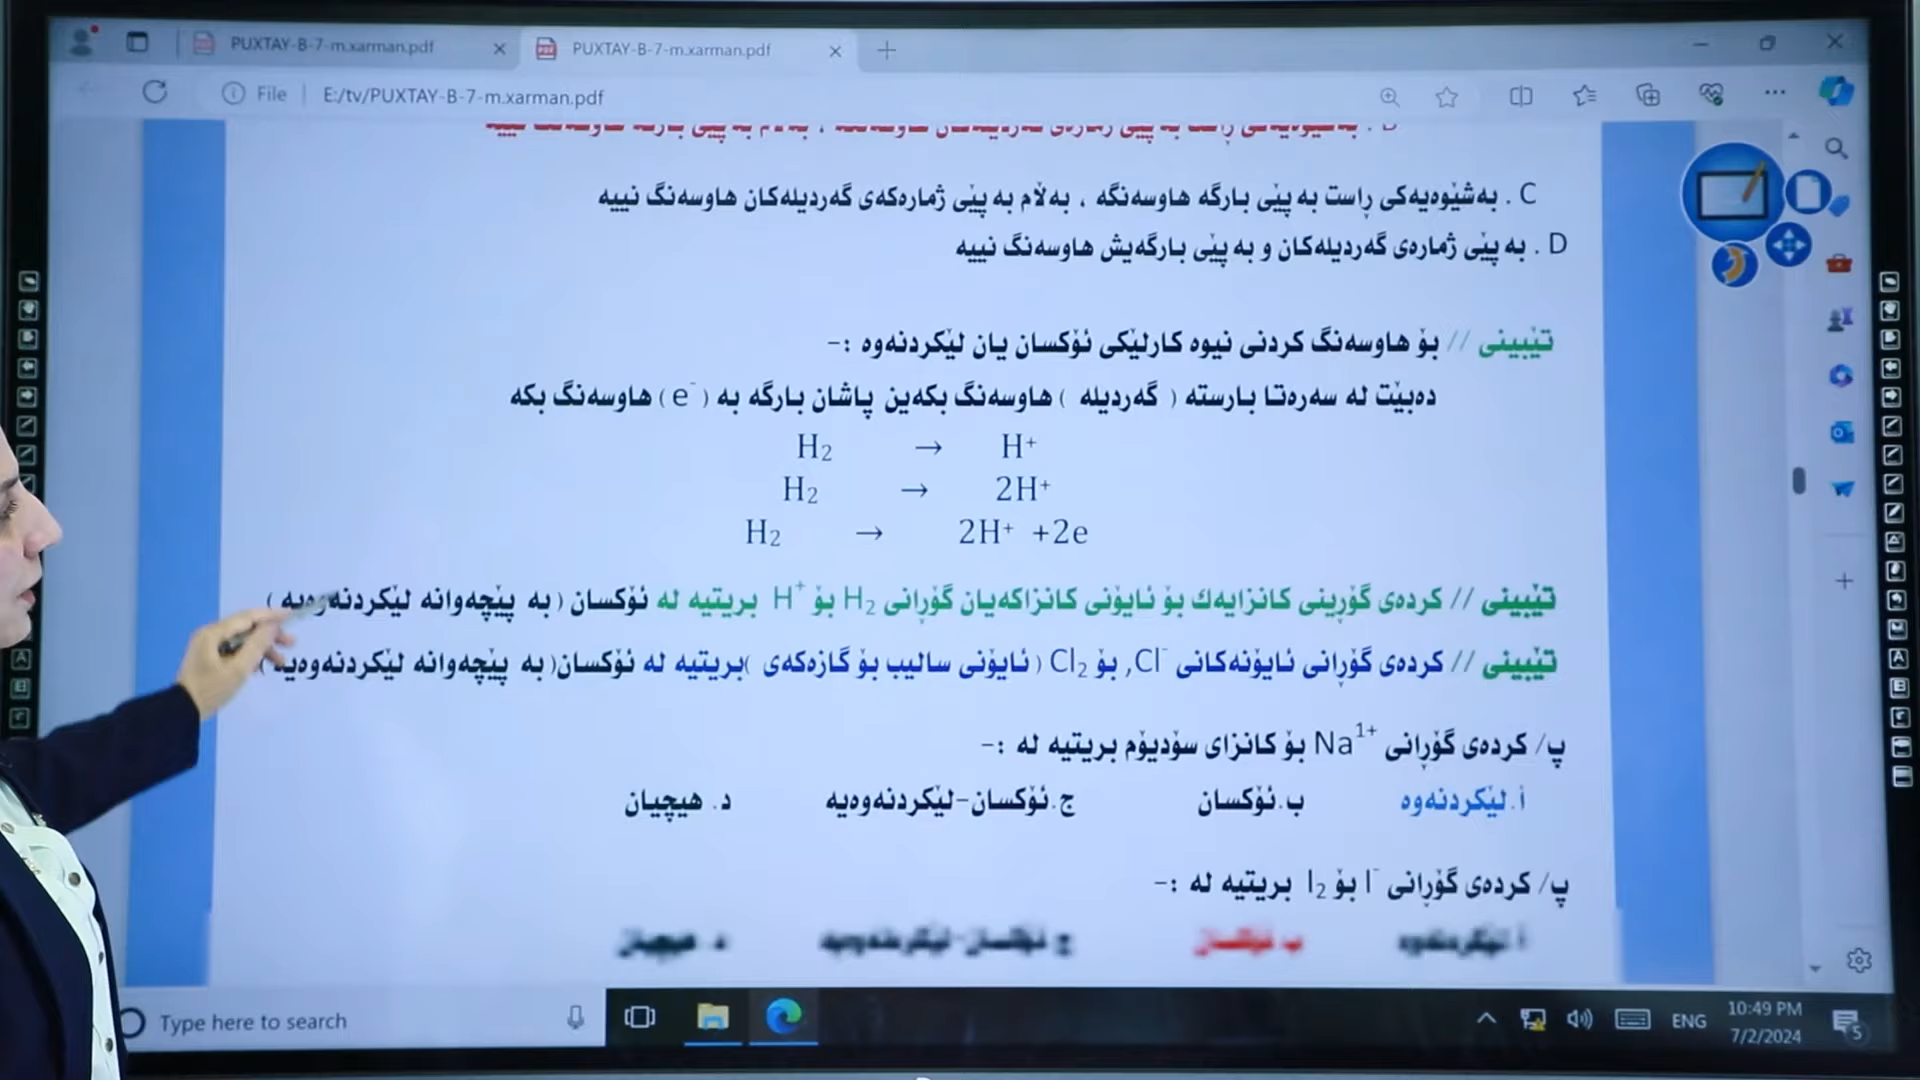 PUXTAY-B-7-m.xarman.pdf
PUXTAY-B-7-m.xarman.pdf
File
E:/tv/PUXTAY-B-7-m.xarman.pdf
C . بەشێوەیەکی ڕاست بە پێی بارگە هاوسەنگە ، بەڵام بە پێی ژمارەکەی گەردیلەکان هاوسەنگ نییە
D . بە پێی ژمارەی گەردیلەکان و بە پێی بارگەیش هاوسەنگ نییە
تێبینی // بۆ هاوسەنگ کردنی نیوە کارلێکی ئۆکسان یان لێکردنەوە :-
دەبێت لە سەرەتا بارستە ( گەردیلە ) هاوسەنگ بکەین پاشان بارگە بە ( e⁻ ) هاوسەنگ بکە
H₂ → H⁺
H₂ → 2H⁺
H₂ → 2H⁺ +2e
تێبینی // کردەی گۆڕینی کانزایەك بۆ ئایۆنی کانزاکەیان گۆڕانی H₂ بۆ H⁺ بریتیە لە ئۆکسان ( بە پێچەوانە لێکردنەوەیە )
تێبینی // کردەی گۆڕانی ئایۆنەکانی Cl⁻, بۆ Cl₂ ( ئایۆنی سالیب بۆ گازەکەی ) بریتیە لە ئۆکسان( بە پێچەوانە لێکردنەوەیە )
پ/ کردەی گۆڕانی Na¹⁺ بۆ کانزای سۆدیۆم بریتیە لە :-
أ. لێکردنەوە ب.ئۆکسان ج.ئۆکسان-لێکردنەوەیە د. هیچیان
پ/ کردەی گۆڕانی I⁻ بۆ I₂ بریتیە لە :-
أ. لێکردنەوە ب. ئۆکسان ج. ئۆکسان-لێکردنەوەیە د. هیچیان
Type here to search
ENG
10:49 PM
7/2/2024
5